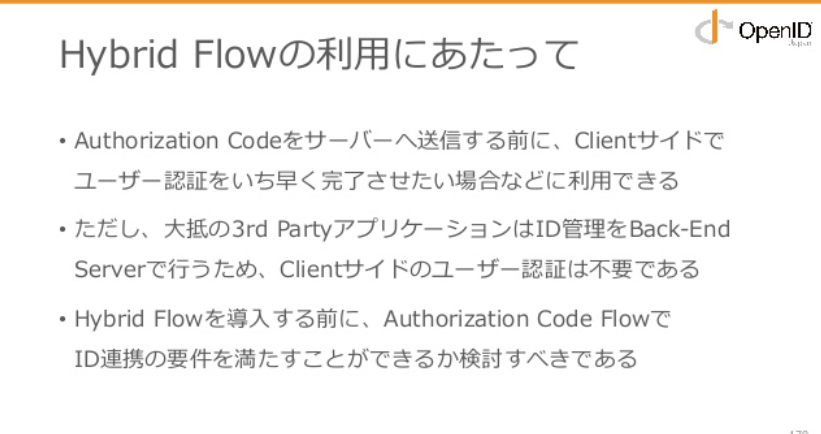 OpenID
Japan
Hybrid Flowの利用にあたって
• Authorization Codeをサーバーへ送信する前に、Clientサイドで
ユーザー認証をいち早く完了させたい場合などに利用できる
• ただし、大抵の3rd PartyアプリケーションはID管理をBack-End
Serverで行うため、Clientサイドのユーザー認証は不要である
• Hybrid Flowを導入する前に、Authorization Code Flowで
ID連携の要件を満たすことができるか検討すべきである